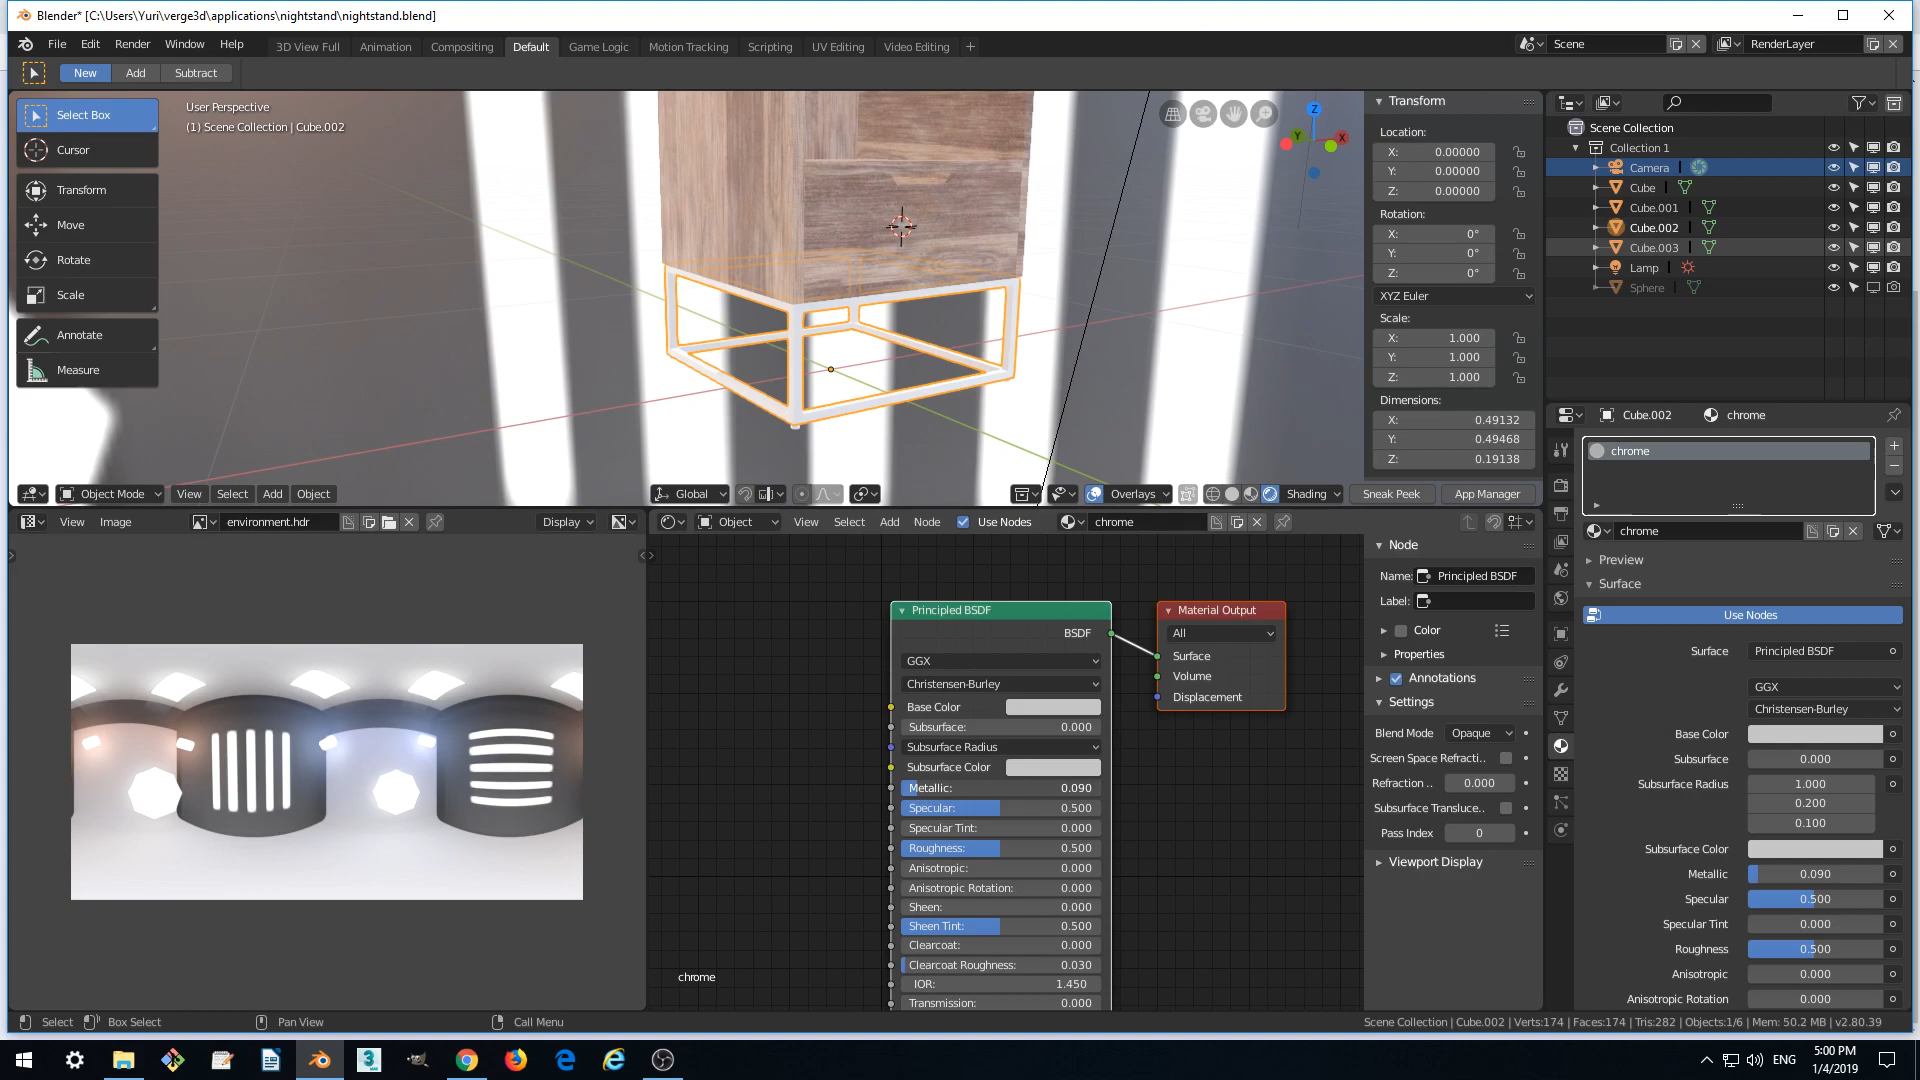 Blender* [C:\Users\Yuri\verge3d\applications\nightstand\nightstand.blend]
File Edit Render Window Help 3D View Full Animation Compositing Default Game Logic Motion Tracking Scripting UV Editing Video Editing + Scene RenderLayer
New Add Subtract
User Perspective
(1) Scene Collection | Cube.002
Select Box
Cursor
Transform
Move
Rotate
Scale
Annotate
Measure
Z
Y
X
Transform
Location:
X: 0.00000
Y: 0.00000
Z: 0.00000
Rotation:
X: 0°
Y: 0°
Z: 0°
XYZ Euler
Scale:
X: 1.000
Y: 1.000
Z: 1.000
Dimensions:
X: 0.49132
Y: 0.49468
Z: 0.19138
Scene Collection
Collection 1
Camera
Cube
Cube.001
Cube.002
Cube.003
Lamp
Sphere
Object Mode View Select Add Object Global Overlays Shading Sneak Peek App Manager
View Image environment.hdr Display
Object View Select Add Node Use Nodes chrome
Principled BSDF
BSDF
GGX
Christensen-Burley
Base Color
Subsurface: 0.000
Subsurface Radius
Subsurface Color
Metallic: 0.090
Specular: 0.500
Specular Tint: 0.000
Roughness: 0.500
Anisotropic: 0.000
Anisotropic Rotation: 0.000
Sheen: 0.000
Sheen Tint: 0.500
Clearcoat: 0.000
Clearcoat Roughness: 0.030
IOR: 1.450
Transmission: 0.000
chrome
Material Output
All
Surface
Volume
Displacement
Node
Name: Principled BSDF
Label:
Color
Properties
Annotations
Settings
Blend Mode Opaque
Screen Space Refracti..
Refraction .. 0.000
Subsurface Transluce..
Pass Index 0
Viewport Display
Cube.002 chrome
chrome
chrome
Preview
Surface
Use Nodes
Surface Principled BSDF
GGX
Christensen-Burley
Base Color
Subsurface 0.000
Subsurface Radius 1.000
0.200
0.100
Subsurface Color
Metallic 0.090
Specular 0.500
Specular Tint 0.000
Roughness 0.500
Anisotropic 0.000
Anisotropic Rotation 0.000
Select Box Select Pan View Call Menu
Scene Collection | Cube.002 | Verts:174 | Faces:174 | Tris:282 | Objects:1/6 | Mem: 50.2 MB | v2.80.39
3
MAX
ENG
5:00 PM
1/4/2019